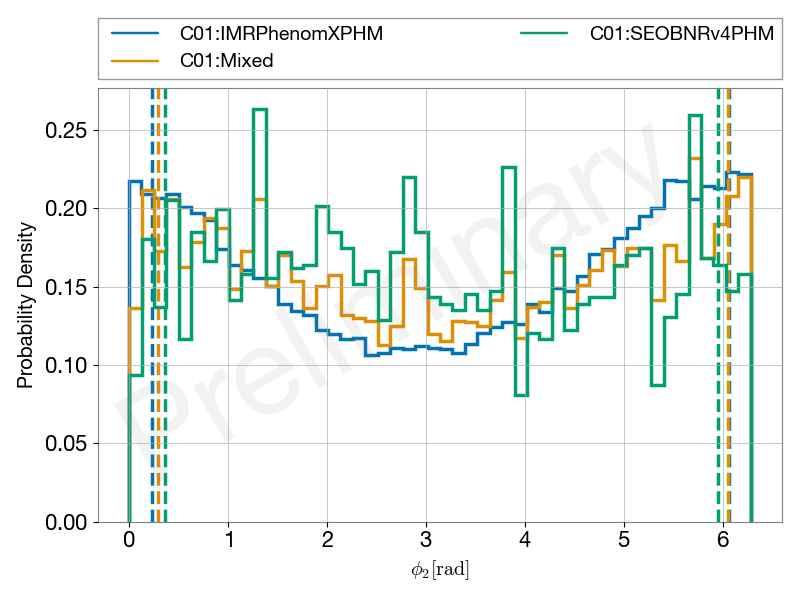 C01:IMRPhenomXPHM
C01:Mixed
C01:SEOBNRv4PHM
Preliminary
0.25
0.20
0.15
0.10
0.05
0.00
Probability Density
0 1 2 3 4 5 6
ϕ₂[rad]